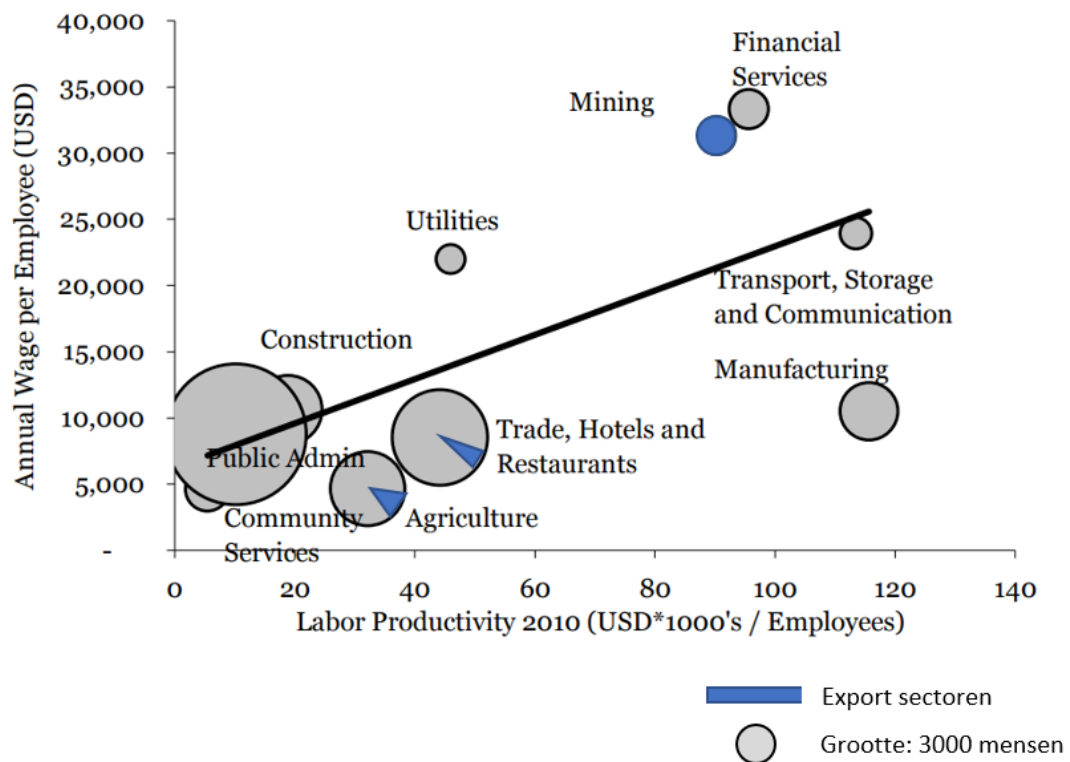 40,000
35,000
30,000
25,000
20,000
15,000
10,000
5,000
-
Annual Wage per Employee (USD)
Financial
Services
Mining
Utilities
Transport, Storage
and Communication
Construction
Manufacturing
Trade, Hotels and
Restaurants
Public Admin
Agriculture
Community
Services
0 20 40 60 80 100 120 140
Labor Productivity 2010 (USD*1000's / Employees)
Export sectoren
Grootte: 3000 mensen